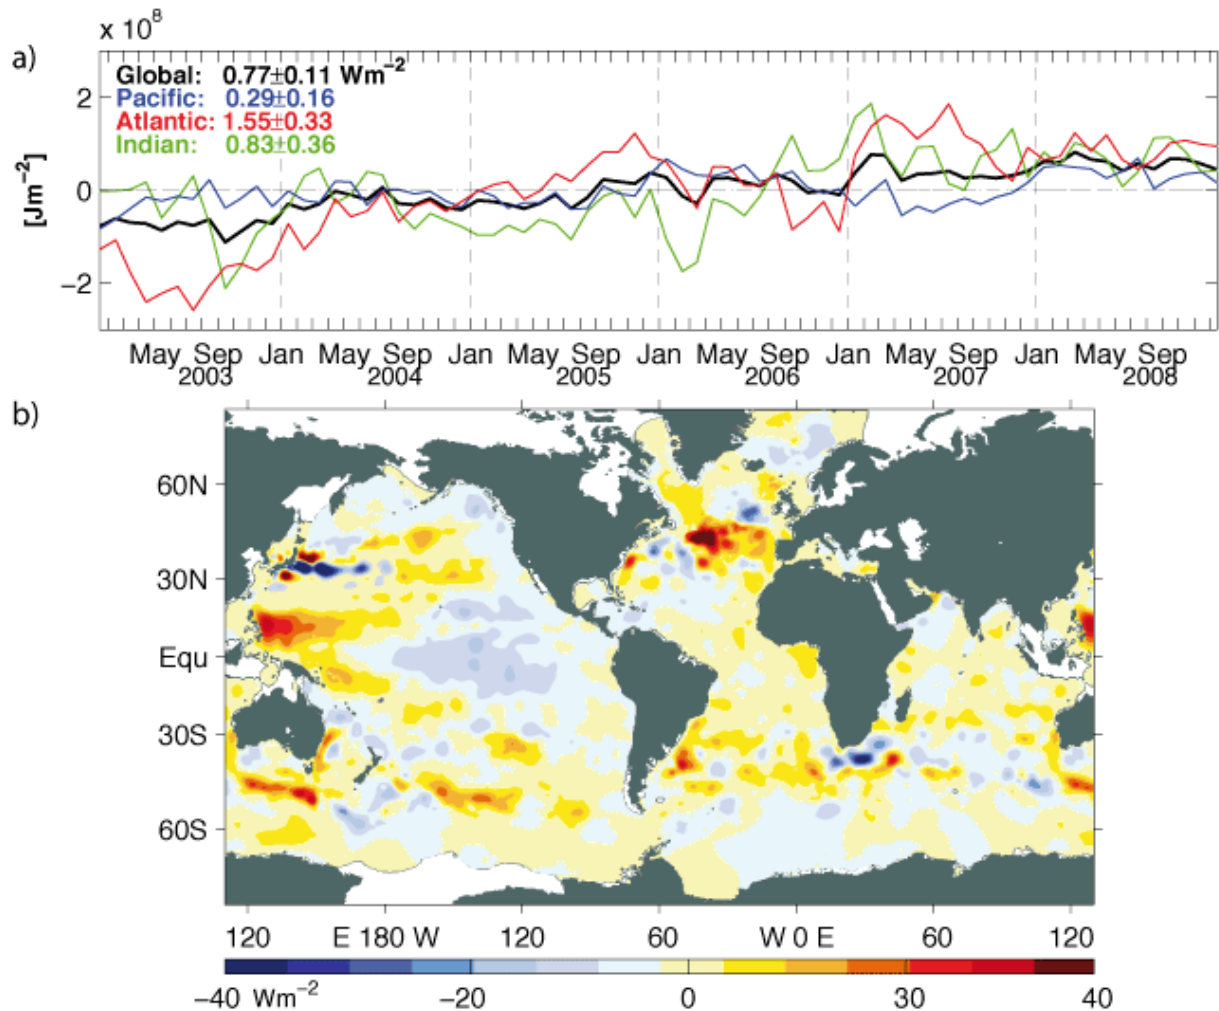 x 10⁸
a)
Global: 0.77±0.11 Wm⁻²
Pacific: 0.29±0.16
Atlantic: 1.55±0.33
Indian: 0.83±0.36
2
0
−2
[Jm⁻²]
May Sep Jan May Sep Jan May Sep Jan May Sep Jan May Sep Jan May Sep
2003 2004 2005 2006 2007 2008
b)
60N
30N
Equ
30S
60S
120 E 180 W 120 60 W 0 E 60 120
−40 Wm⁻² −20 0 30 40